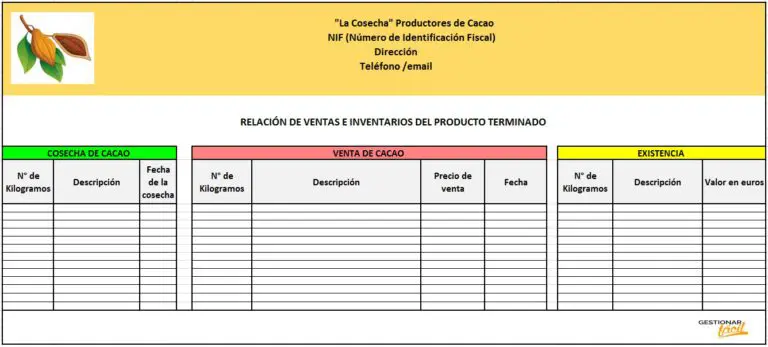 "La Cosecha" Productores de Cacao
NIF (Número de Identificación Fiscal)
Dirección
Teléfono /email
RELACIÓN DE VENTAS E INVENTARIOS DEL PRODUCTO TERMINADO
COSECHA DE CACAO
N° de
Kilogramos
Descripción
Fecha
de la
cosecha
VENTA DE CACAO
N° de
Kilogramos
Descripción
Precio de
venta
Fecha
EXISTENCIA
N° de
Kilogramos
Descripción
Valor en euros
GESTIONAR
fácil